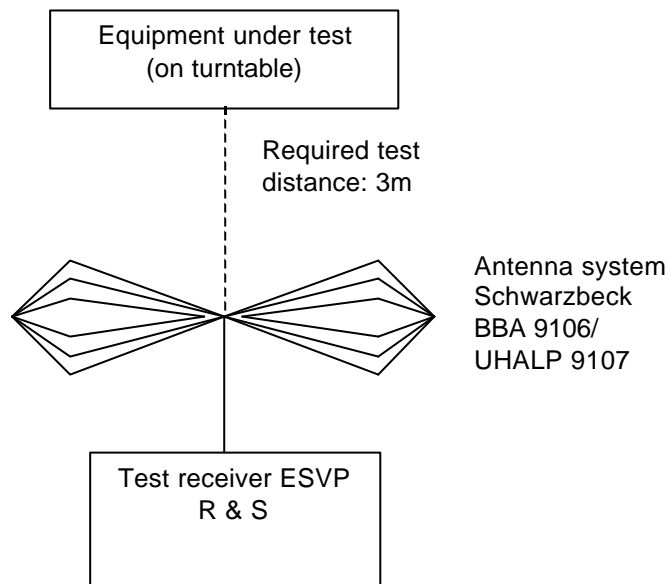 Equipment under test
(on turntable)
Required test
distance: 3m
Antenna system
Schwarzbeck
BBA 9106/
UHALP 9107
Test receiver ESVP
R & S